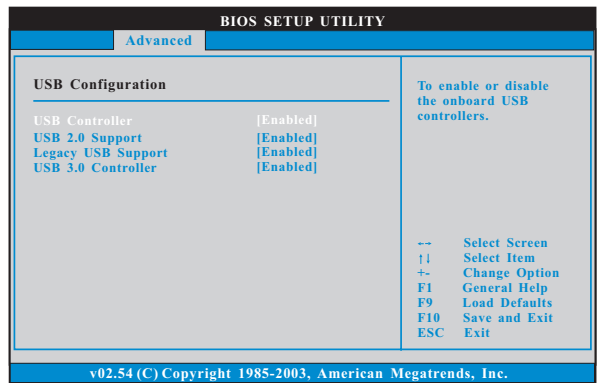 BIOS SETUP UTILITY
Advanced
USB Configuration
USB Controller [Enabled]
USB 2.0 Support [Enabled]
Legacy USB Support [Enabled]
USB 3.0 Controller [Enabled]
To enable or disable
the onboard USB
controllers.
←→ Select Screen
↑↓ Select Item
+- Change Option
F1 General Help
F9 Load Defaults
F10 Save and Exit
ESC Exit
v02.54 (C) Copyright 1985-2003, American Megatrends, Inc.